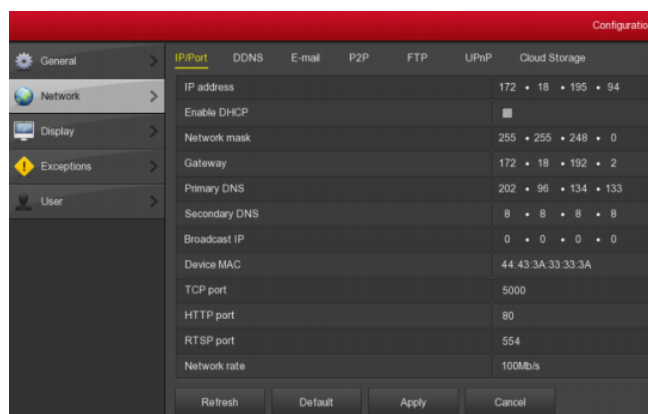 Configuratio
General >
Network >
Display >
Exceptions >
User >
IP/Port DDNS E-mail P2P FTP UPnP Cloud Storage
IP address 172 • 18 • 195 • 94
Enable DHCP
Network mask 255 • 255 • 248 • 0
Gateway 172 • 18 • 192 • 2
Primary DNS 202 • 96 • 134 • 133
Secondary DNS 8 • 8 • 8 • 8
Broadcast IP 0 • 0 • 0 • 0
Device MAC 44:43:3A:33:33:3A
TCP port 5000
HTTP port 80
RTSP port 554
Network rate 100Mb/s
Refresh Default Apply Cancel